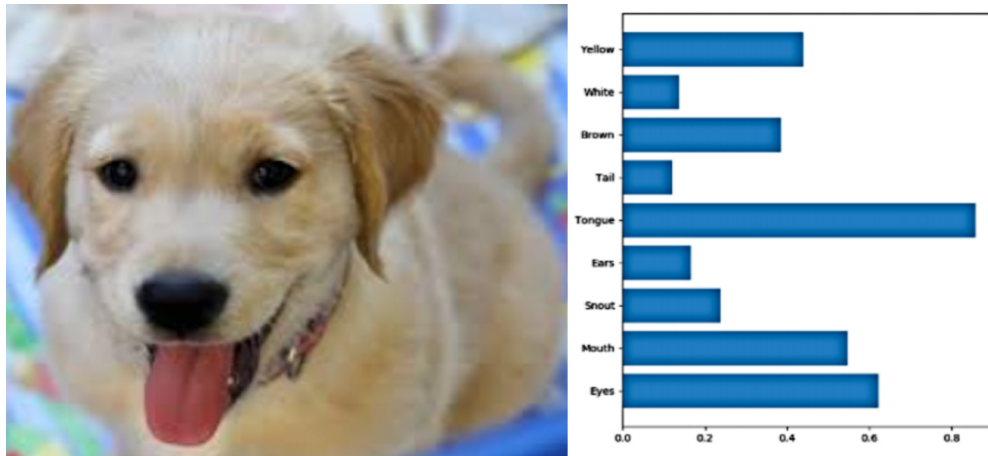 Yellow
White
Brown
Tail
Tongue
Ears
Snout
Mouth
Eyes
0.0 0.2 0.4 0.6 0.8